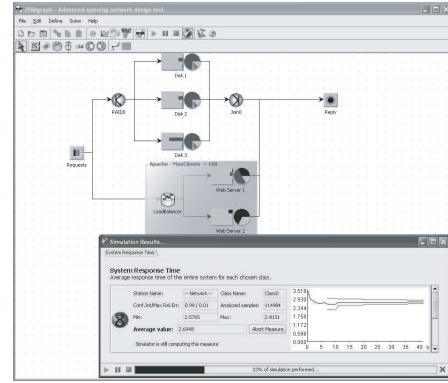 JSIMgraph - Advanced queuing network design tool
File Edit Define Solve Help
Disk 1
RAID0
Disk 2
Join0
Reply
Disk 3
Requests
Apache - MaxClients = 100
Web Server 1
LoadBalancer
Web Server 2
Simulation Results...
System Response Time
System Response Time
Average response time of the entire system for each chosen class.
Station Name: -- Network -- Class Name: Class0
Conf.Int/Max Rel.Err: 0.99 / 0.01 Analyzed samples: 114984
Min: 2.5765 Max: 2.8131
Average value: 2.6948 Abort Measure
Simulator is still computing this measure
3.516
2.930
2.344
1.758
1.172
0.586
0.000
0 5 10 15 20 25 30 35 40 s
23% of simulation performed...